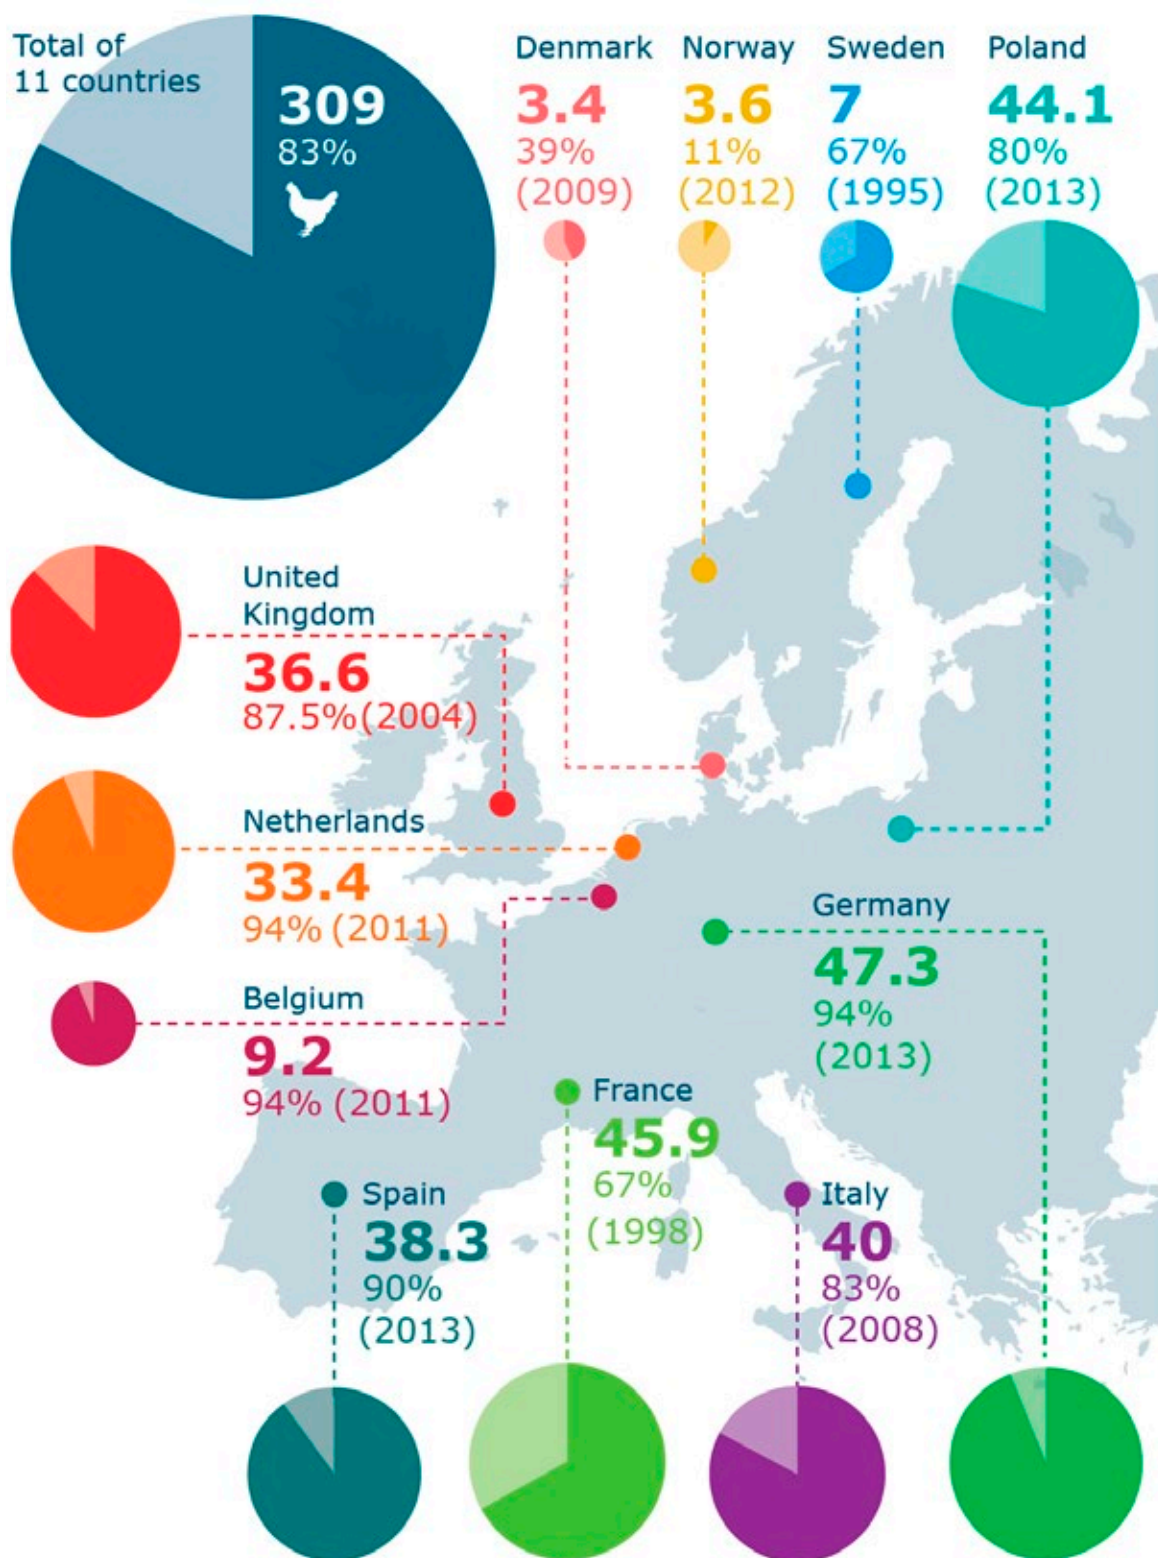 Total of
11 countries
309
83%
Denmark
3.4
39%
(2009)
Norway
3.6
11%
(2012)
Sweden
7
67%
(1995)
Poland
44.1
80%
(2013)
United
Kingdom
36.6
87.5%(2004)
Netherlands
33.4
94% (2011)
Belgium
9.2
94% (2011)
Germany
47.3
94%
(2013)
France
45.9
67%
(1998)
Spain
38.3
90%
(2013)
Italy
40
83%
(2008)